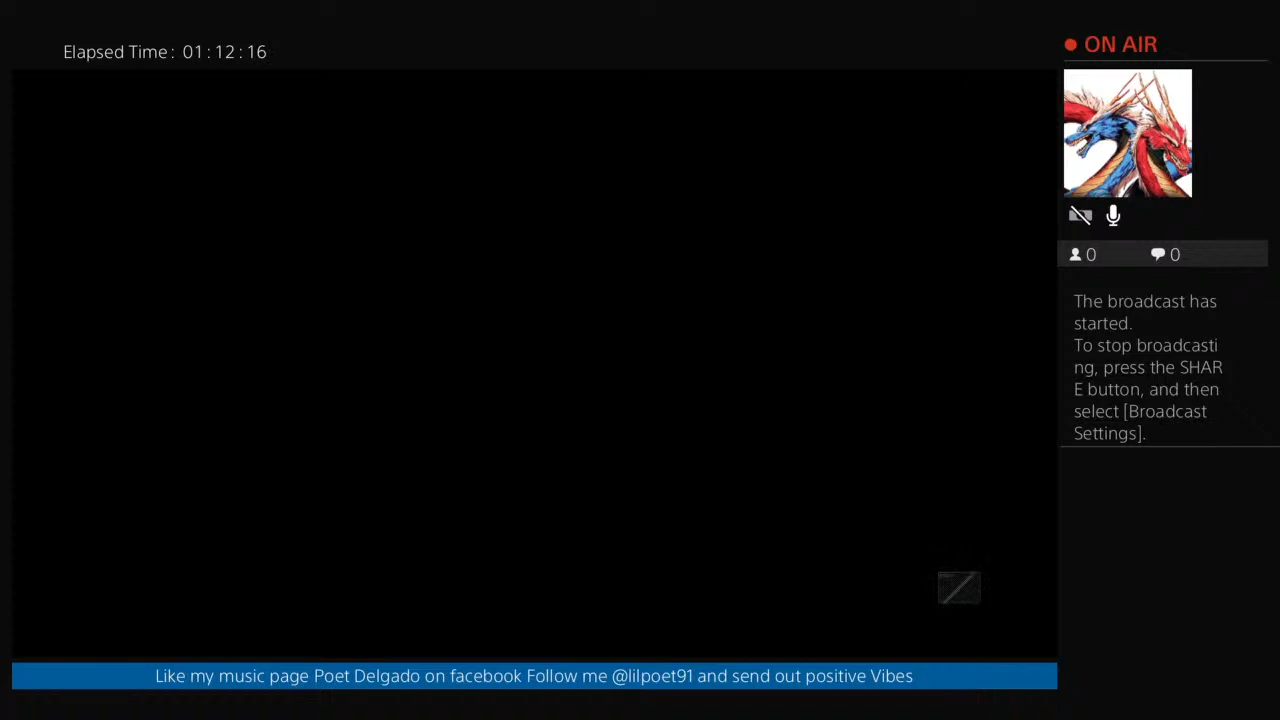 Elapsed Time: 01:12:16
ON AIR
0 0
The broadcast has
started.
To stop broadcasti
ng, press the SHAR
E button, and then
select [Broadcast
Settings].
Like my music page Poet Delgado on facebook Follow me @lilpoet91 and send out positive Vibes